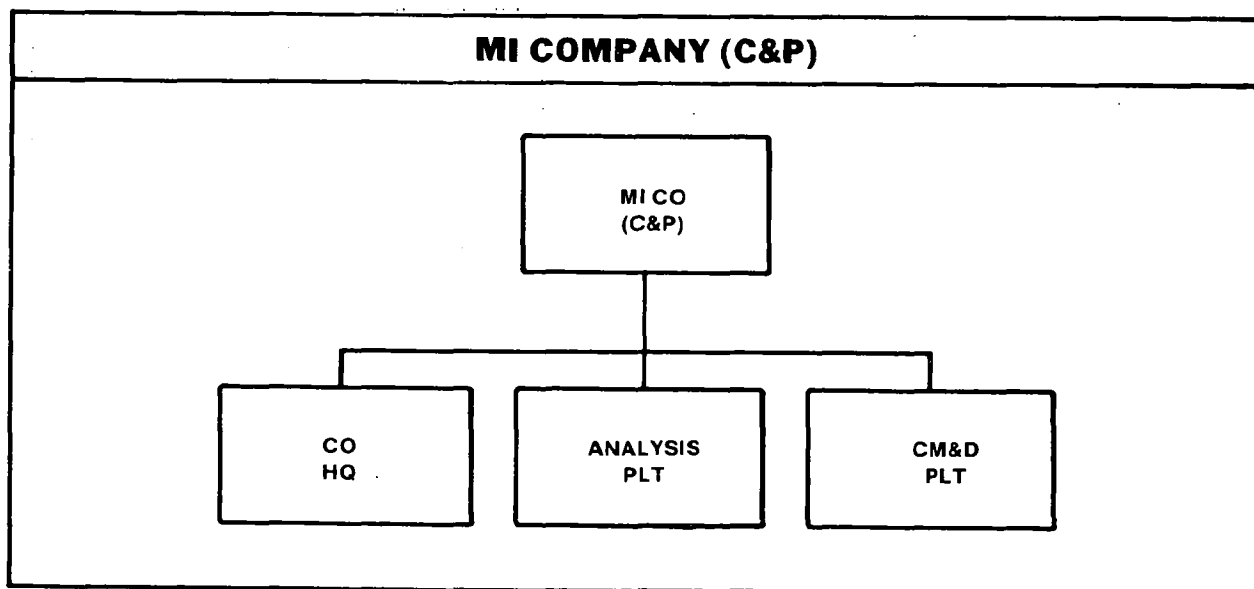 MI COMPANY (C&P)
MI CO
(C&P)
CO
HQ
ANALYSIS
PLT
CM&D
PLT